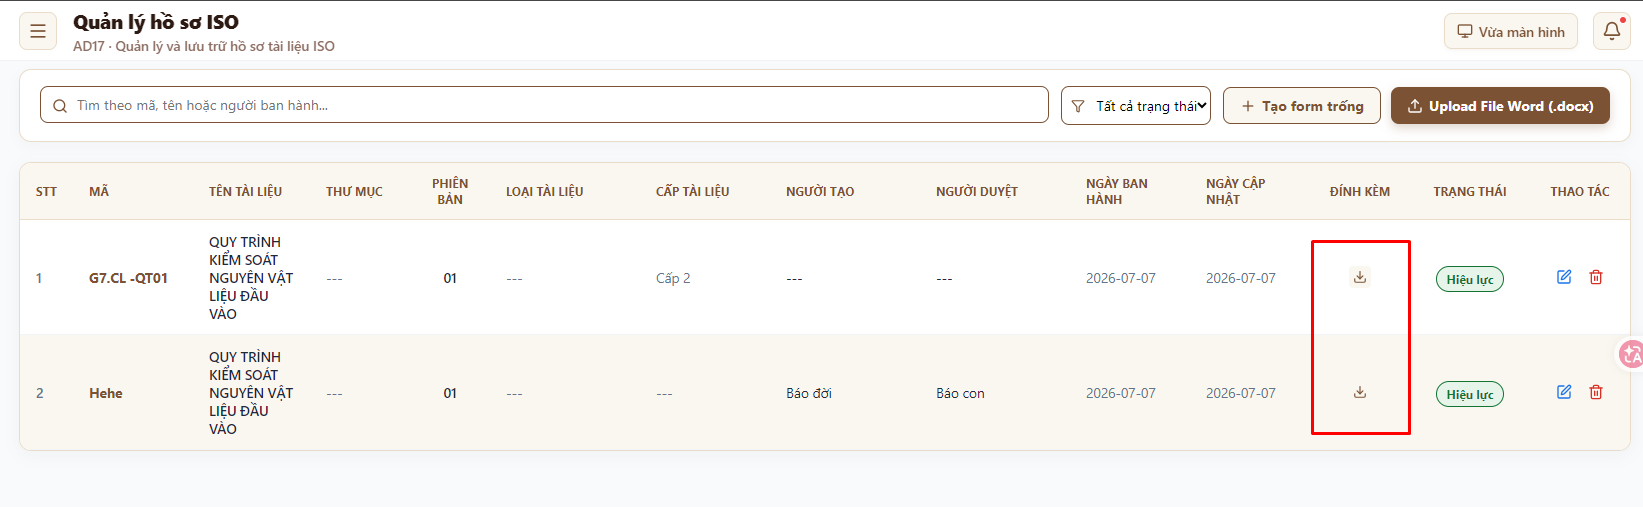 Quản lý hồ sơ ISO
AD17 · Quản lý và lưu trữ hồ sơ tài liệu ISO
Vừa màn hình
Tìm theo mã, tên hoặc người ban hành...
Tất cả trạng thái
Tạo form trống
Upload File Word (.docx)
STT
MÃ
TÊN TÀI LIỆU
THƯ MỤC
PHIÊN
BẢN
LOẠI TÀI LIỆU
CẤP TÀI LIỆU
NGƯỜI TẠO
NGƯỜI DUYỆT
NGÀY BAN
HÀNH
NGÀY CẬP
NHẬT
ĐÍNH KÈM
TRẠNG THÁI
THAO TÁC
1
G7.CL -QT01
QUY TRÌNH
KIỂM SOÁT
NGUYÊN VẬT
LIỆU ĐẦU
VÀO
---
01
---
Cấp 2
---
---
2026-07-07
2026-07-07
Hiệu lực
2
Hehe
QUY TRÌNH
KIỂM SOÁT
NGUYÊN VẬT
LIỆU ĐẦU
VÀO
---
01
---
---
Báo đời
Báo con
2026-07-07
2026-07-07
Hiệu lực